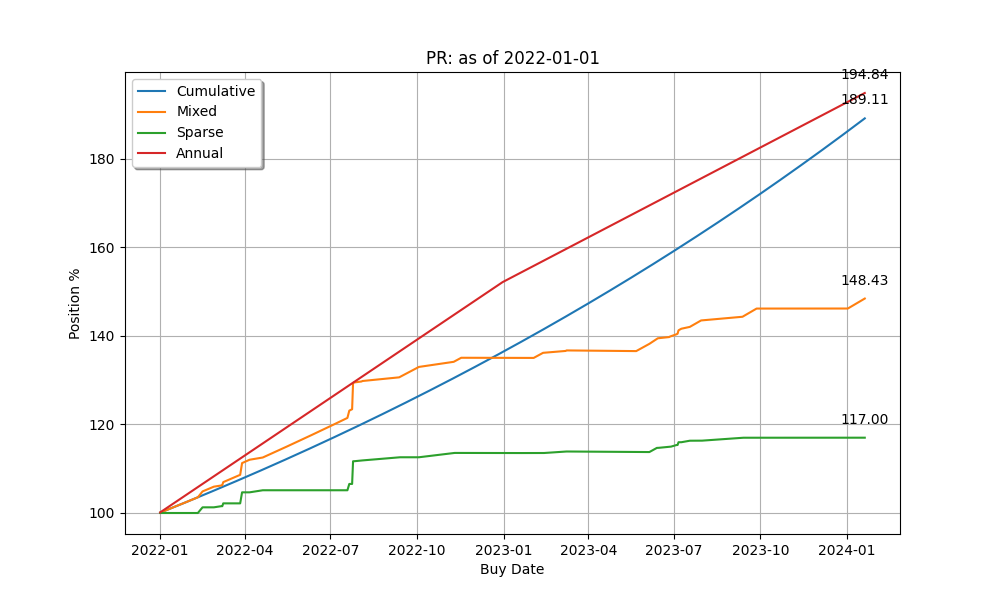 PR: as of 2022-01-01
194.84
189.11
148.43
117.00
Cumulative
Mixed
Sparse
Annual
Position %
180
160
140
120
100
2022-01 2022-04 2022-07 2022-10 2023-01 2023-04 2023-07 2023-10 2024-01
Buy Date